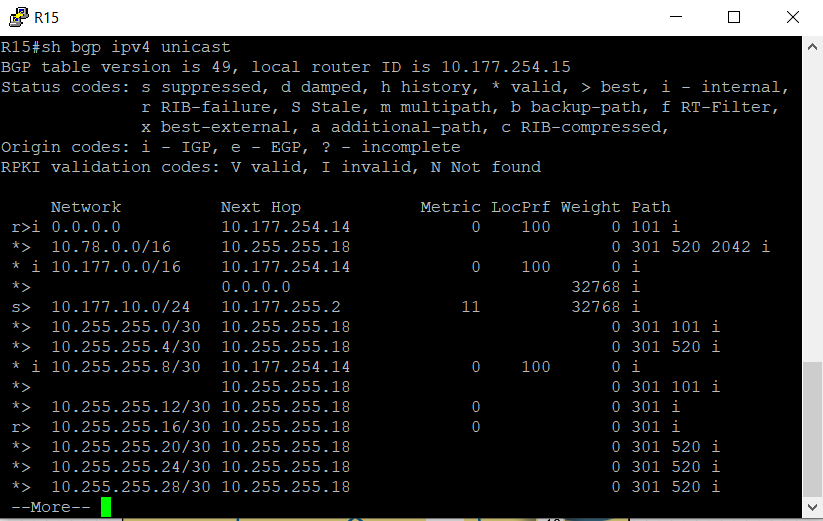 R15
R15#sh bgp ipv4 unicast
BGP table version is 49, local router ID is 10.177.254.15
Status codes: s suppressed, d damped, h history, * valid, > best, i - internal,
              r RIB-failure, S Stale, m multipath, b backup-path, f RT-Filter,
              x best-external, a additional-path, c RIB-compressed,
Origin codes: i - IGP, e - EGP, ? - incomplete
RPKI validation codes: V valid, I invalid, N Not found

     Network          Next Hop            Metric LocPrf Weight Path
 r>i 0.0.0.0          10.177.254.14            0    100      0 101 i
 *>  10.78.0.0/16     10.255.255.18                          0 301 520 2042 i
 * i 10.177.0.0/16    10.177.254.14            0    100      0 i
 *>                   0.0.0.0                            32768 i
 s>  10.177.10.0/24   10.177.255.2            11         32768 i
 *>  10.255.255.0/30  10.255.255.18                          0 301 101 i
 *>  10.255.255.4/30  10.255.255.18                          0 301 520 i
 * i 10.255.255.8/30  10.177.254.14            0    100      0 i
 *>                   10.255.255.18                          0 301 101 i
 *>  10.255.255.12/30 10.255.255.18            0             0 301 i
 r>  10.255.255.16/30 10.255.255.18            0             0 301 i
 *>  10.255.255.20/30 10.255.255.18                          0 301 520 i
 *>  10.255.255.24/30 10.255.255.18                          0 301 520 i
 *>  10.255.255.28/30 10.255.255.18                          0 301 520 i
 --More--